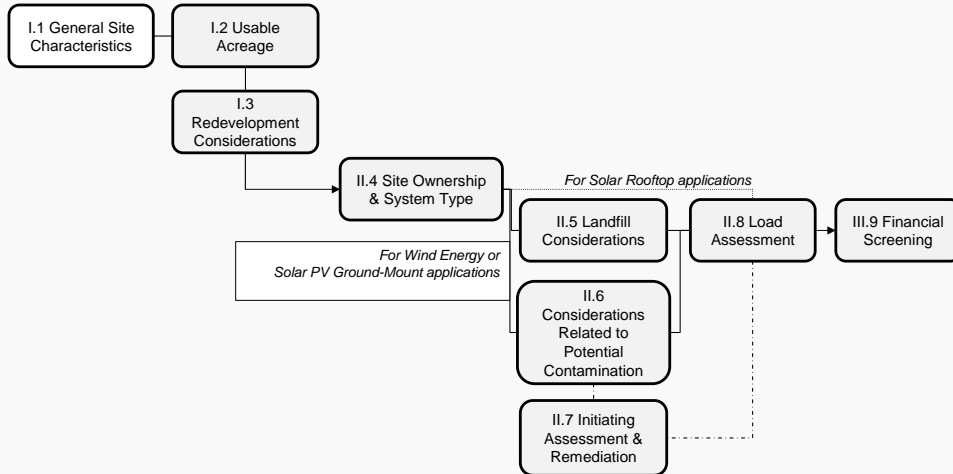 I.1 General Site
Characteristics
I.2 Usable
Acreage
I.3
Redevelopment
Considerations
II.4 Site Ownership
& System Type
For Solar Rooftop applications
II.5 Landfill
Considerations
II.8 Load
Assessment
III.9 Financial
Screening
For Wind Energy or
Solar PV Ground-Mount applications
II.6
Considerations
Related to
Potential
Contamination
II.7 Initiating
Assessment &
Remediation